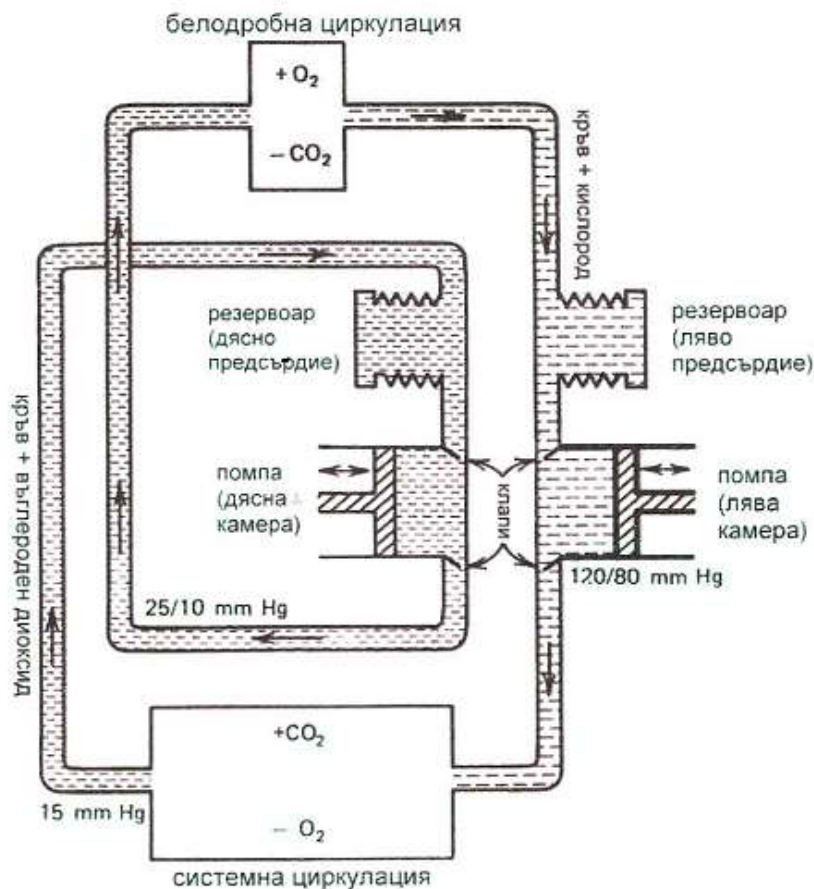 белодробна циркулация
+ O₂
− CO₂
кръв + кислород
резервоар
(дясно
предсърдие)
резервоар
(ляво
предсърдие)
кръв + въглероден диоксид
помпа
(дясна
камера)
клапи
помпа
(лява
камера)
120/80 mm Hg
25/10 mm Hg
+CO₂
− O₂
15 mm Hg
системна циркулация